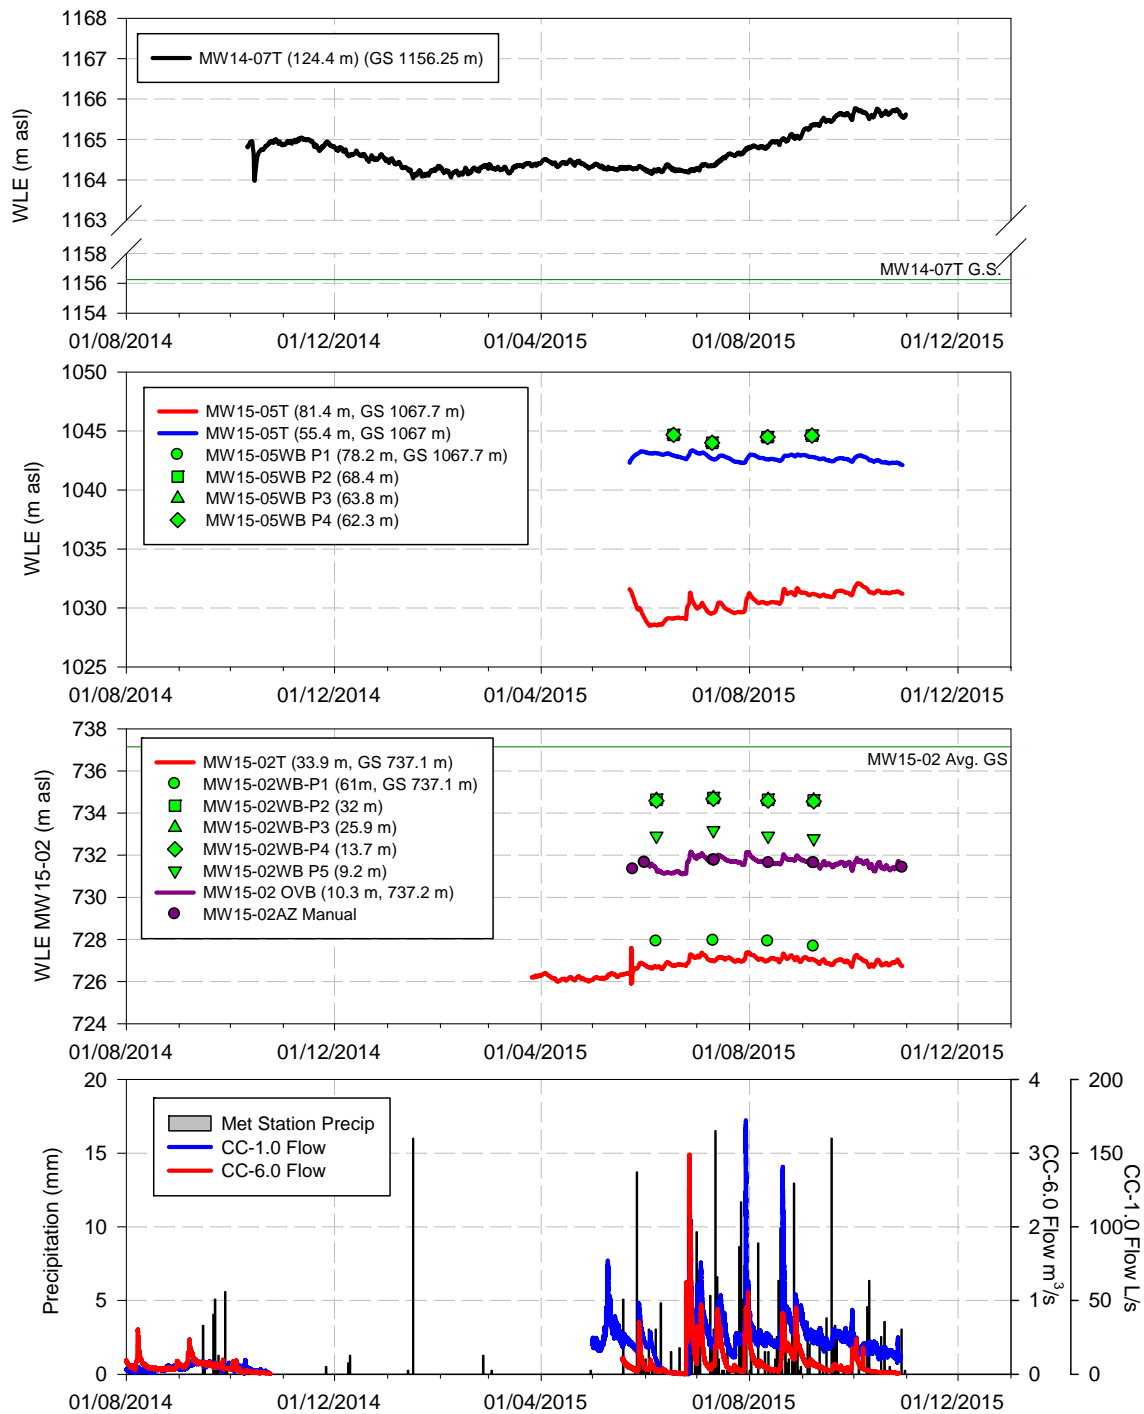 1168
1167
1166
1165
1164
1163
1158
1156
1154
WLE (m asl)
MW14-07T (124.4 m) (GS 1156.25 m)
MW14-07T G.S.
01/08/2014 01/12/2014 01/04/2015 01/08/2015 01/12/2015
1050
1045
1040
1035
1030
1025
WLE (m asl)
MW15-05T (81.4 m, GS 1067.7 m)
MW15-05T (55.4 m, GS 1067 m)
MW15-05WB P1 (78.2 m, GS 1067.7 m)
MW15-05WB P2 (68.4 m)
MW15-05WB P3 (63.8 m)
MW15-05WB P4 (62.3 m)
01/08/2014 01/12/2014 01/04/2015 01/08/2015 01/12/2015
738
736
734
732
730
728
726
724
WLE MW15-02 (m asl)
MW15-02T (33.9 m, GS 737.1 m)
MW15-02WB-P1 (61m, GS 737.1 m)
MW15-02WB-P2 (32 m)
MW15-02WB-P3 (25.9 m)
MW15-02WB-P4 (13.7 m)
MW15-02WB P5 (9.2 m)
MW15-02 OVB (10.3 m, 737.2 m)
MW15-02AZ Manual
MW15-02 Avg. GS
01/08/2014 01/12/2014 01/04/2015 01/08/2015 01/12/2015
20
15
10
5
0
Precipitation (mm)
Met Station Precip
CC-1.0 Flow
CC-6.0 Flow
4
3
2
1
0
CC-6.0 Flow m³/s
200
150
100
50
0
CC-1.0 Flow L/s
01/08/2014 01/12/2014 01/04/2015 01/08/2015 01/12/2015